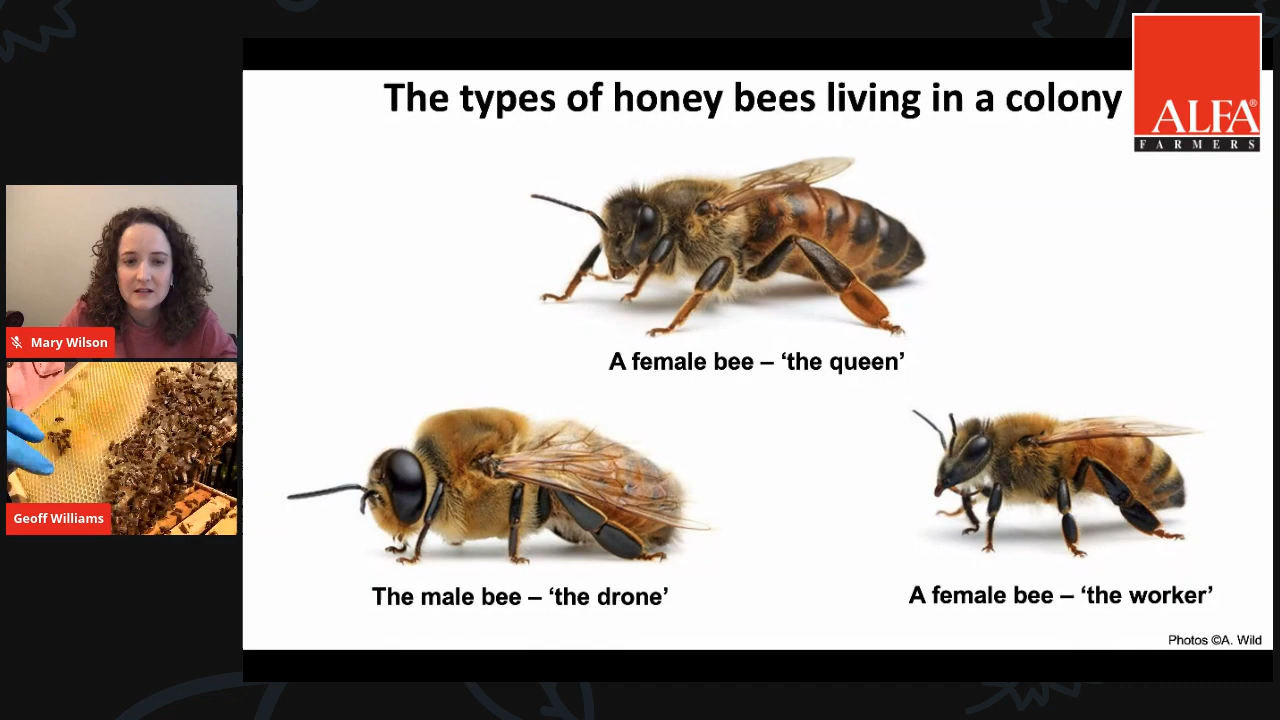 The types of honey bees living in a colony
ALFA®
FARMERS
Mary Wilson
A female bee – ‘the queen’
Geoff Williams
The male bee – ‘the drone’
A female bee – ‘the worker’
Photos ©A. Wild